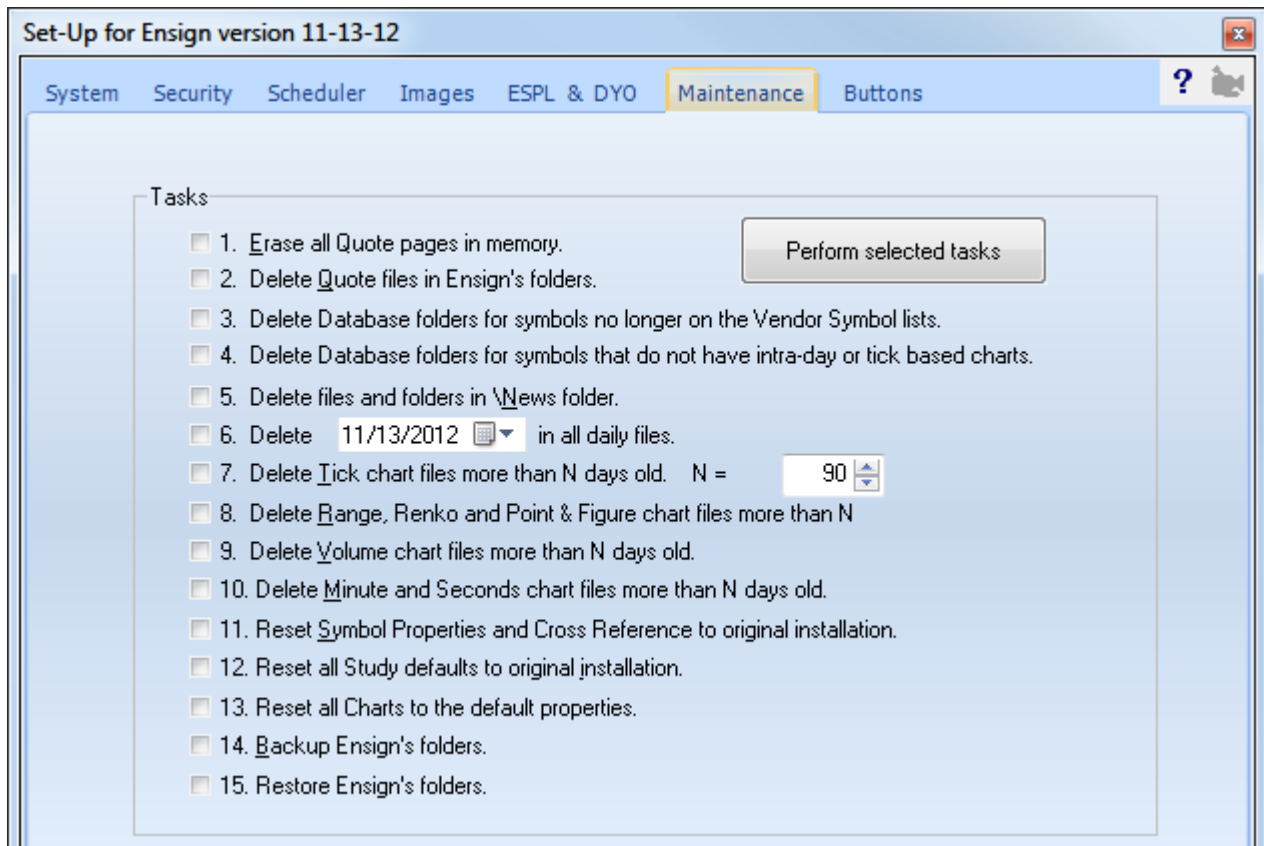 Set-Up for Ensign version 11-13-12
System Security Scheduler Images ESPL & DYO Maintenance Buttons ?
Tasks
1. Erase all Quote pages in memory.
Perform selected tasks
2. Delete Quote files in Ensign's folders.
3. Delete Database folders for symbols no longer on the Vendor Symbol lists.
4. Delete Database folders for symbols that do not have intra-day or tick based charts.
5. Delete files and folders in \News folder.
6. Delete 11/13/2012 in all daily files.
7. Delete Tick chart files more than N days old. N = 90
8. Delete Range, Renko and Point & Figure chart files more than N
9. Delete Volume chart files more than N days old.
10. Delete Minute and Seconds chart files more than N days old.
11. Reset Symbol Properties and Cross Reference to original installation.
12. Reset all Study defaults to original installation.
13. Reset all Charts to the default properties.
14. Backup Ensign's folders.
15. Restore Ensign's folders.